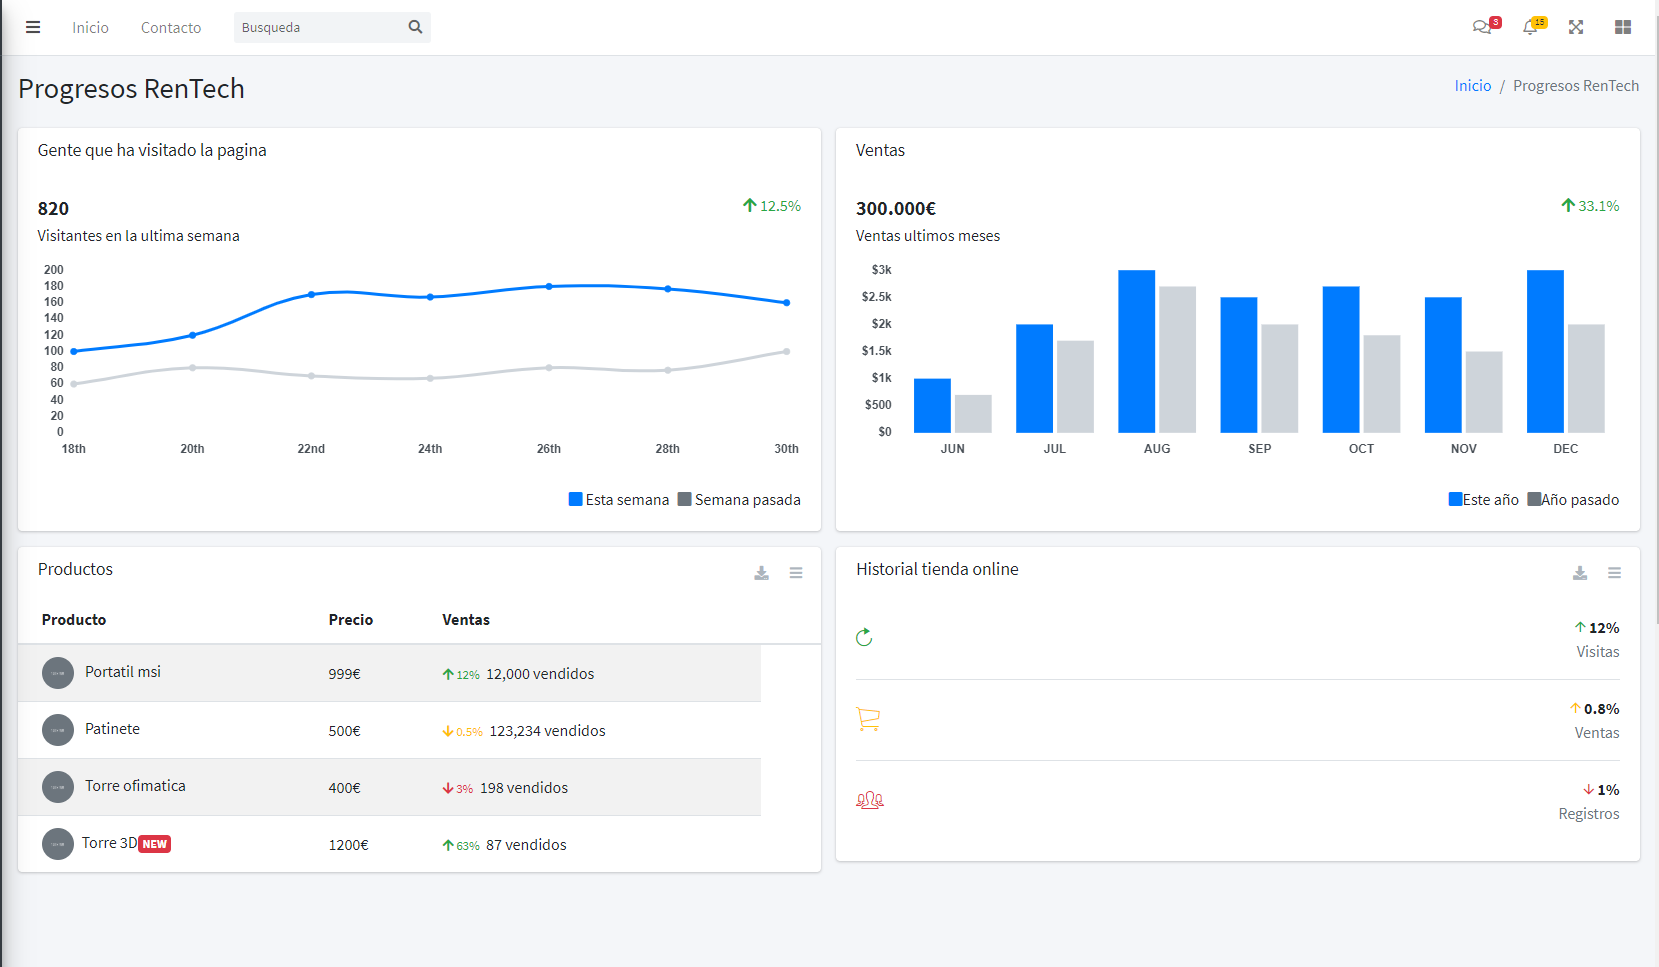 Inicio Contacto Busqueda 3 15
Progresos RenTech
Inicio / Progresos RenTech
Gente que ha visitado la pagina
820
12.5%
Visitantes en la ultima semana
200
180
160
140
120
100
80
60
40
20
0
18th 20th 22nd 24th 26th 28th 30th
Esta semana Semana pasada
Ventas
300.000€
33.1%
Ventas ultimos meses
$3k
$2.5k
$2k
$1.5k
$1k
$500
$0
JUN JUL AUG SEP OCT NOV DEC
Este año Año pasado
Productos
Producto Precio Ventas
Portatil msi 999€ 12% 12,000 vendidos
Patinete 500€ 0.5% 123,234 vendidos
Torre ofimatica 400€ 3% 198 vendidos
Torre 3D NEW 1200€ 63% 87 vendidos
Historial tienda online
12%
Visitas
0.8%
Ventas
1%
Registros